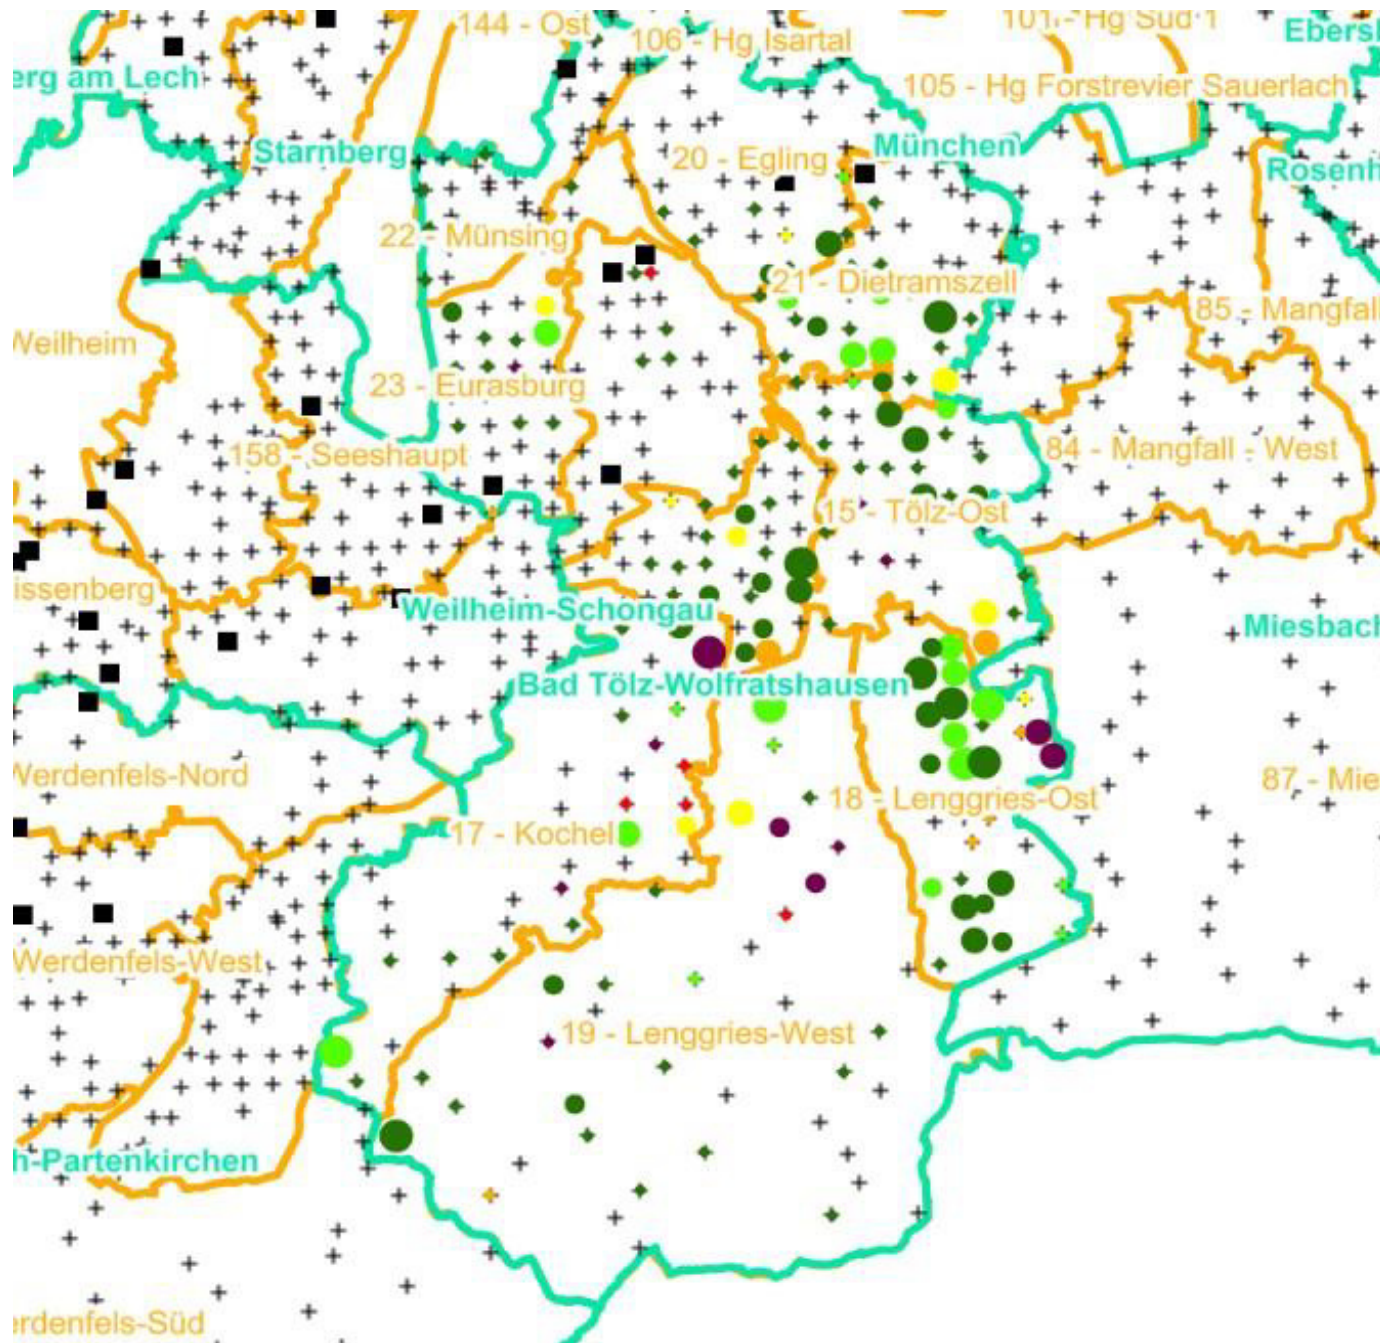 144 - Ost
101 - Hg Süd 1
Ebersl
106 - Hg Isartal
erg am Lech
105 - Hg Forstrevier Sauerlach
Starnberg
20 - Egling
München
Rosenh
22 - Münsing
21 - Dietramszell
85 - Mangfall
Weilheim
23 - Eurasburg
158 - Seeshaupt
84 - Mangfall - West
15 - Tölz-Ost
issenberg
Weilheim-Schongau
Miesbach
Bad Tölz-Wolfratshausen
Werdenfels-Nord
87 - Mie
18 - Lenggries-Ost
17 - Kochel
Werdenfels-West
19 - Lenggries-West
h-Partenkirchen
erdenfels-Süd